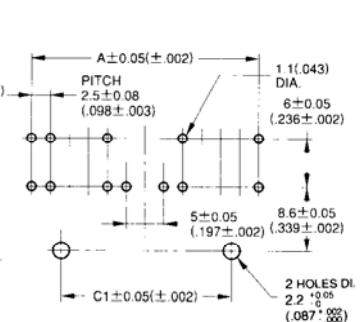 A±0.05(±.002)
)
PITCH
2.5±0.08
(.098±.003)
1.1(.043)
DIA.
6±0.05
(.236±.002)
5±0.05
(.197±.002)
8.6±0.05
(.339±.002)
C1±0.05(±.002)
2 HOLES DI
2.2 +0.05 -0
(.087 +.002 -.000)